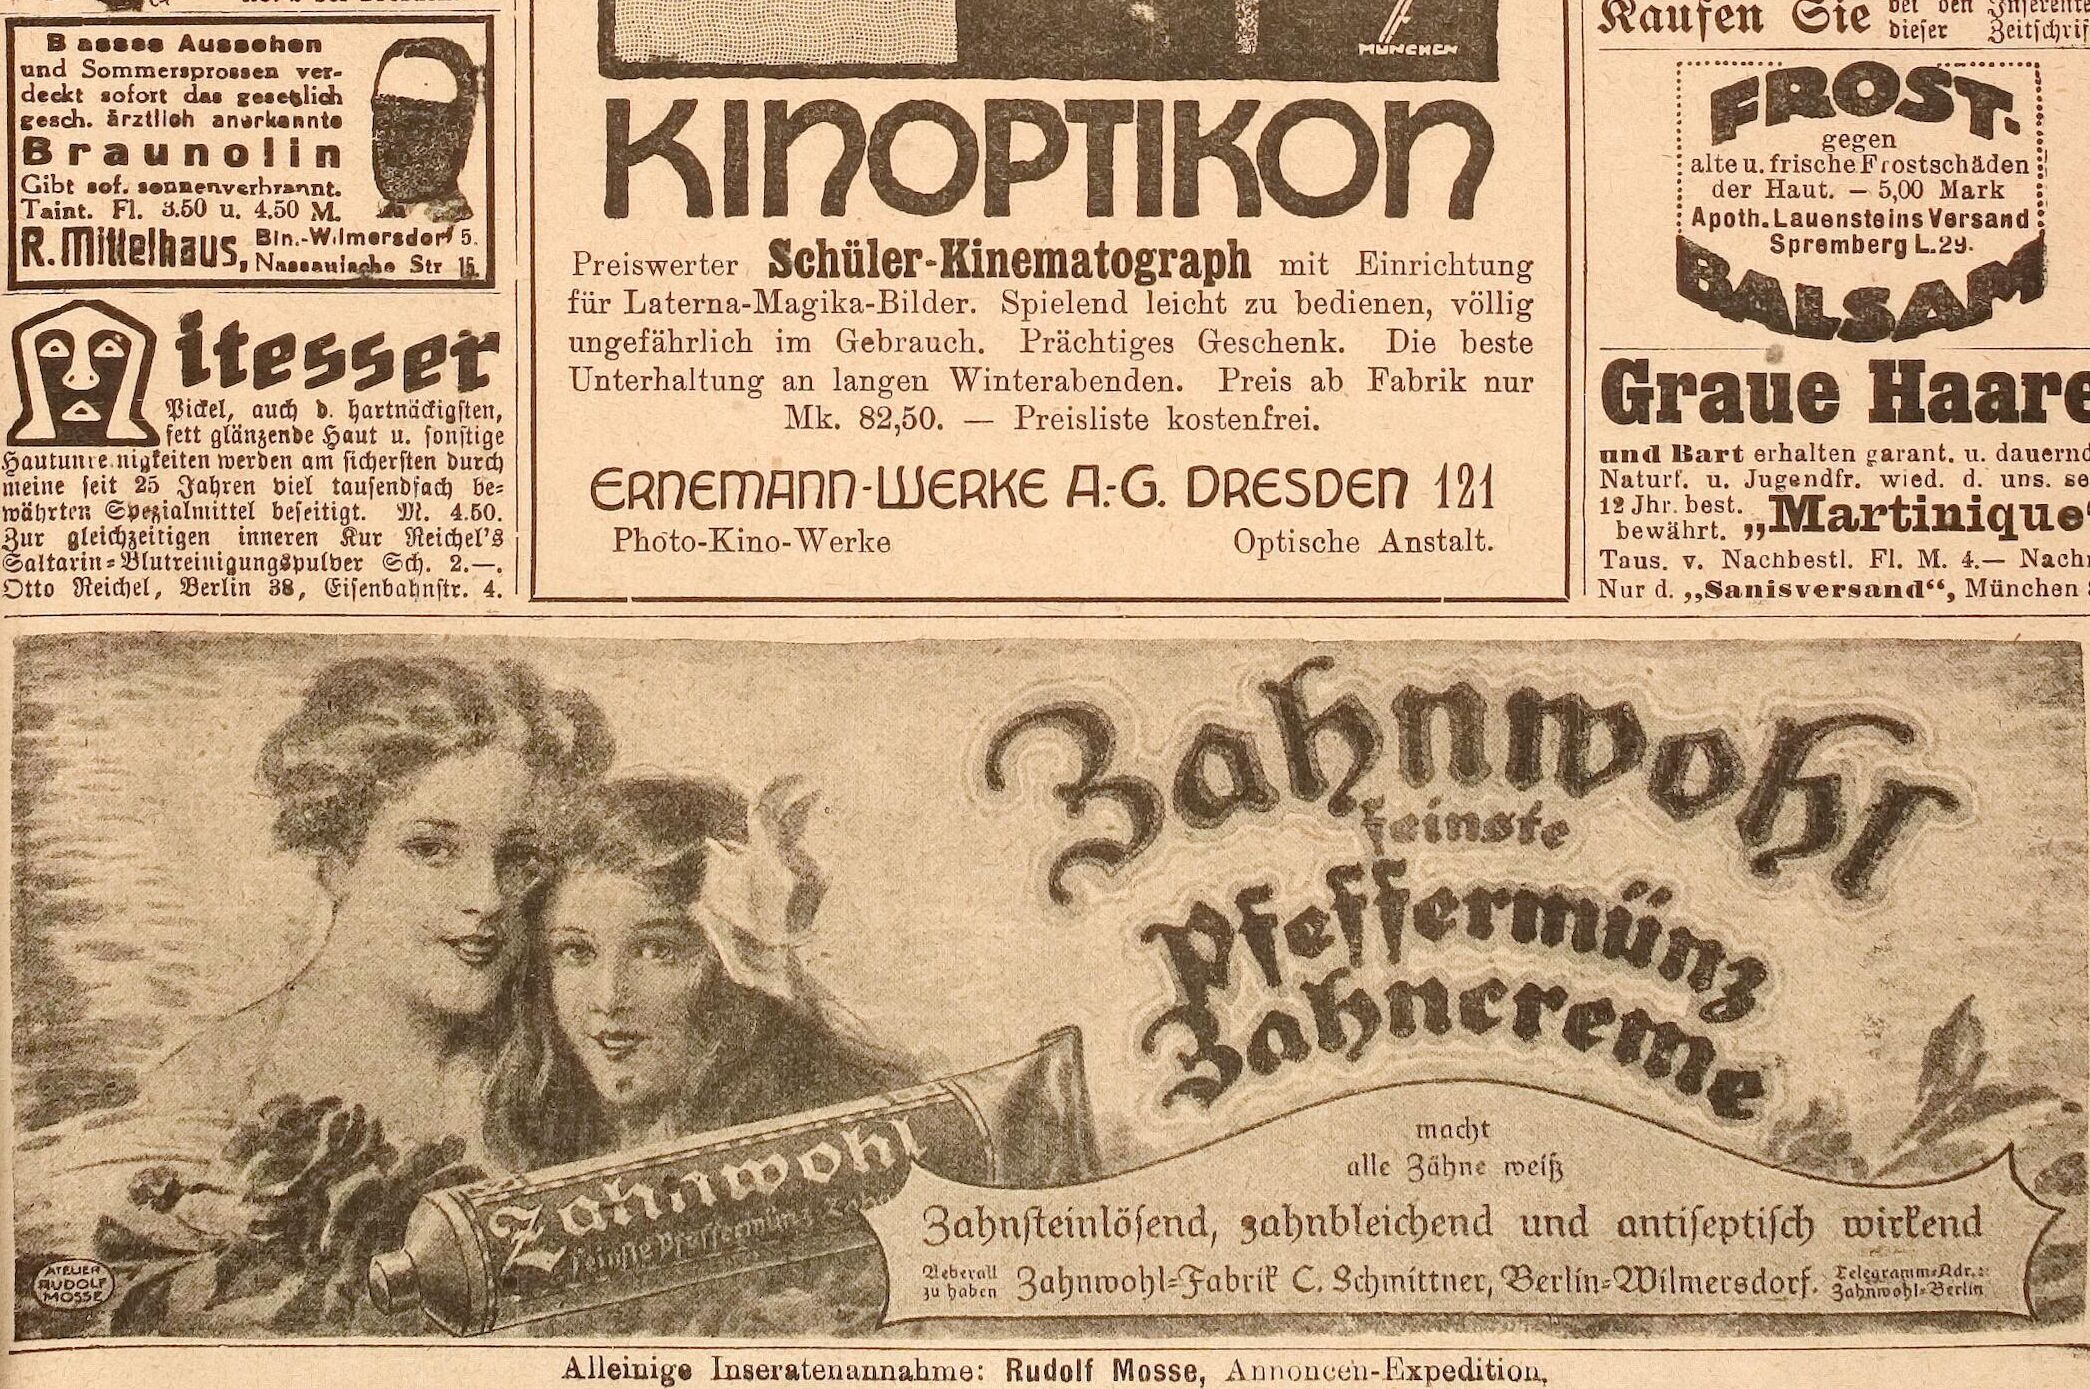 Blasses Aussehen
und Sommersprossen ver-
deckt sofort das gesetzlich
gesch. ärztlich anerkannte
Braunolin
Gibt sof. sonnenverbrannt.
Taint. Fl. 3.50 u. 4.50 M.
R. Mittelhaus, Bln.-Wilmersdorf 5.
Nassauische Str 15.
itesser
Pickel, auch d. hartnäckigsten,
fett glänzende Haut u. sonstige
Hautunreinigkeiten werden am sichersten durch
meine seit 25 Jahren viel tausendfach be-
währten Spezialmittel beseitigt. M. 4.50.
Zur gleichzeitigen inneren Kur Reichel's
Saltarin-Blutreinigungspulver Sch. 2.—.
Otto Reichel, Berlin 38, Eisenbahnstr. 4.
MÜNCHEN
KINOPTIKON
Preiswerter Schüler-Kinematograph mit Einrichtung
für Laterna-Magika-Bilder. Spielend leicht zu bedienen, völlig
ungefährlich im Gebrauch. Prächtiges Geschenk. Die beste
Unterhaltung an langen Winterabenden. Preis ab Fabrik nur
Mk. 82,50. — Preisliste kostenfrei.
ERNEMANN-WERKE A.-G. DRESDEN 121
Photo-Kino-Werke Optische Anstalt.
Kaufen Sie bei den
dieser
FROST-
gegen
alte u. frische Frostschäden
der Haut. — 5,00 Mark
Apoth. Lauensteins Versand
Spremberg L. 29.
BALSAM
Graue Haare
und Bart erhalten garant. u. dauernd
Naturf. u. Jugendfr. wied. d. uns. se
12 Jhr. best.
bewährt. „Martinique"
Taus. v. Nachbestl. Fl. M. 4.— Nachn
Nur d. „Sanisversand“, München
Zahnwohl
feinste
Pfeffermünz
Zahncreme
macht
alle Zähne weiß
Zahnsteinlösend, zahnbleichend und antiseptisch wirkend
Ueberall
zu haben
Zahnwohl-Fabrik C. Schmittner, Berlin-Wilmersdorf.
Telegramm-Adr.:
Zahnwohl-Berlin
Zahnwohl
feinste Pfeffermünz Zahn
ATELIER
RUDOLF
MOSSE
Alleinige Inseratenannahme: Rudolf Mosse, Annoncen-Expedition,